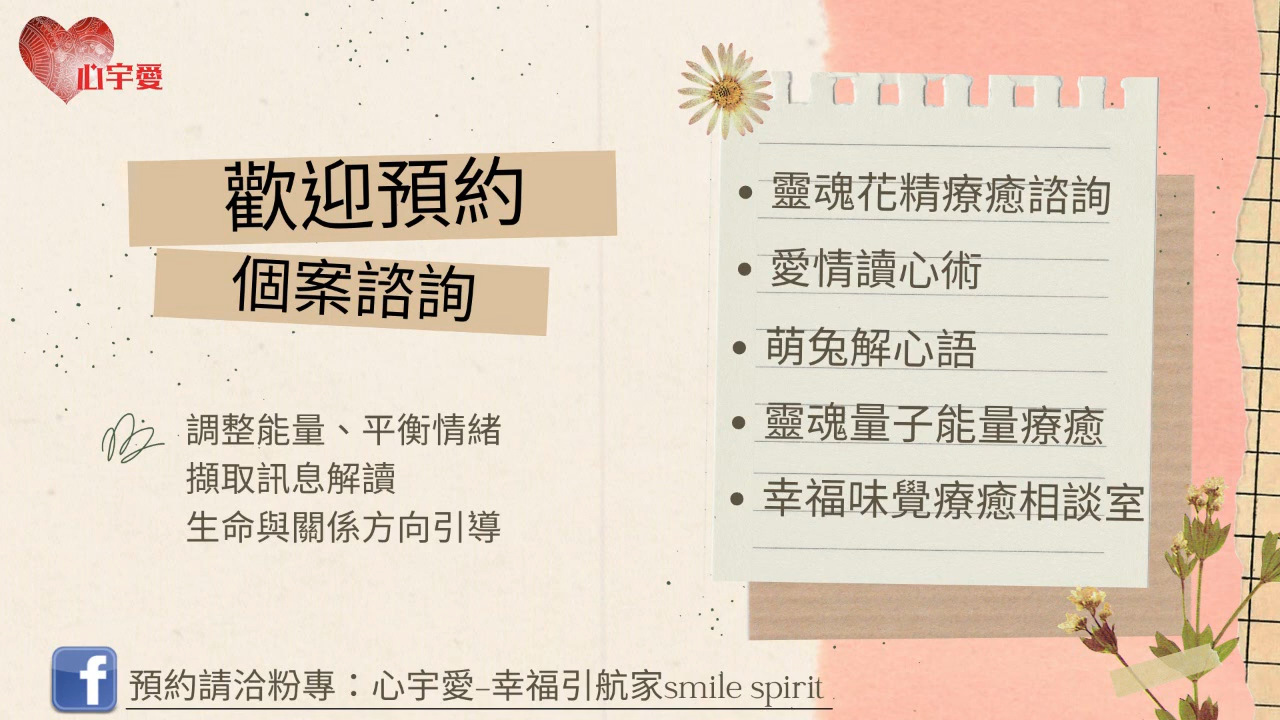 心宇愛
歡迎預約
個案諮詢
調整能量、平衡情緒
擷取訊息解讀
生命與關係方向引導
• 靈魂花精療癒諮詢
• 愛情讀心術
• 萌兔解心語
• 靈魂量子能量療癒
• 幸福味覺療癒相談室
f 預約請洽粉專：心宇愛-幸福引航家smile spirit